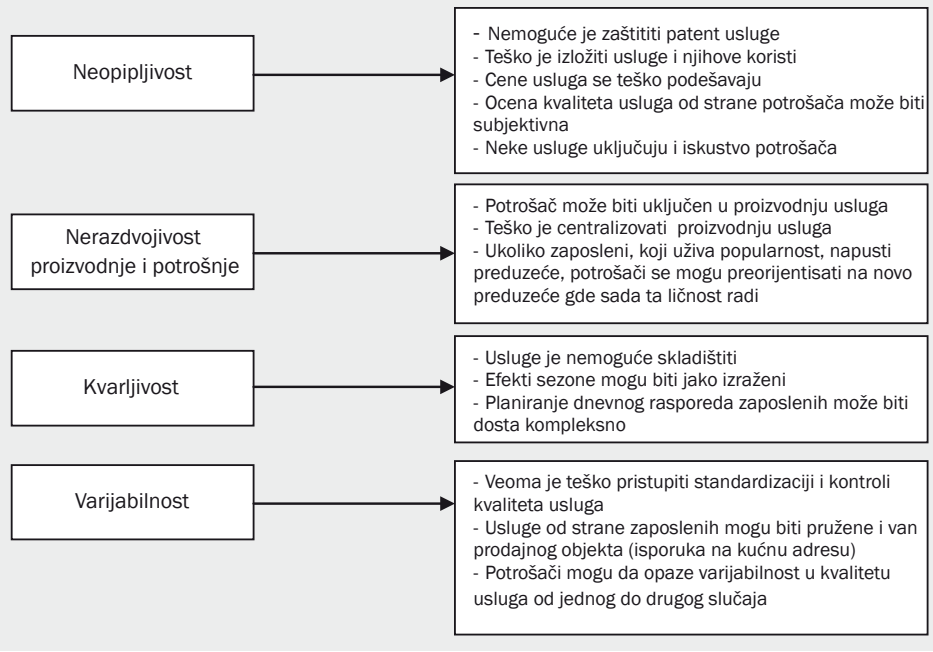 Neopipljivost
- Nemoguće je zaštititi patent usluge
- Teško je izložiti usluge i njihove koristi
- Cene usluga se teško podešavaju
- Ocena kvaliteta usluga od strane potrošača može biti
subjektivna
- Neke usluge uključuju i iskustvo potrošača
Nerazdvojivost
proizvodnje i potrošnje
- Potrošač može biti uključen u proizvodnju usluga
- Teško je centralizovati proizvodnju usluga
- Ukoliko zaposleni, koji uživa popularnost, napusti
preduzeće, potrošači se mogu preorijentisati na novo
preduzeće gde sada ta ličnost radi
Kvarljivost
- Usluge je nemoguće skladištiti
- Efekti sezone mogu biti jako izraženi
- Planiranje dnevnog rasporeda zaposlenih može biti
dosta kompleksno
Varijabilnost
- Veoma je teško pristupiti standardizaciji i kontroli
kvaliteta usluga
- Usluge od strane zaposlenih mogu biti pružene i van
prodajnog objekta (isporuka na kućnu adresu)
- Potrošači mogu da opaze varijabilnost u kvalitetu
usluga od jednog do drugog slučaja